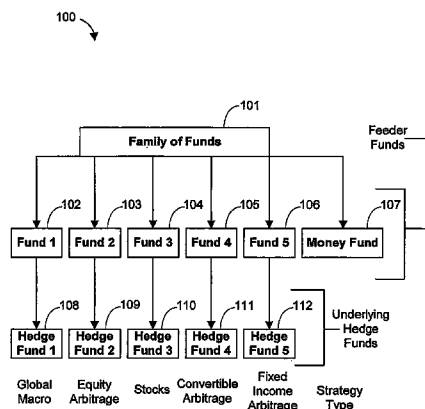 100
101
Family of Funds
Feeder
Funds
102
103
104
105
106
107
Fund 1
Fund 2
Fund 3
Fund 4
Fund 5
Money Fund
108
109
110
111
112
Hedge
Fund 1
Hedge
Fund 2
Hedge
Fund 3
Hedge
Fund 4
Hedge
Fund 5
Underlying
Hedge
Funds
Global
Macro
Equity
Arbitrage
Stocks
Convertible
Arbitrage
Fixed
Income
Arbitrage
Strategy
Type